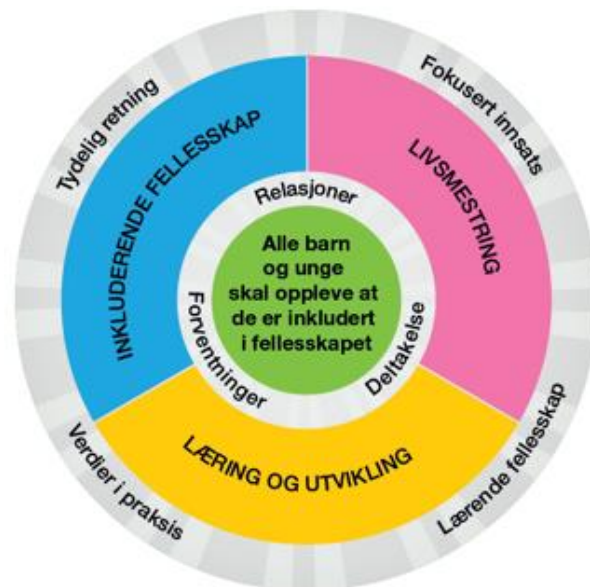 Tydelig retning
Fokusert innsats
INKLUDERENDE FELLESSKAP
LIVSMESTRING
Relasjoner
Alle barn
og unge
skal oppleve at
de er inkludert
i fellesskapet
Forventninger
Deltakelse
LÆRING OG UTVIKLING
Verdier i praksis
Lærende fellesskap